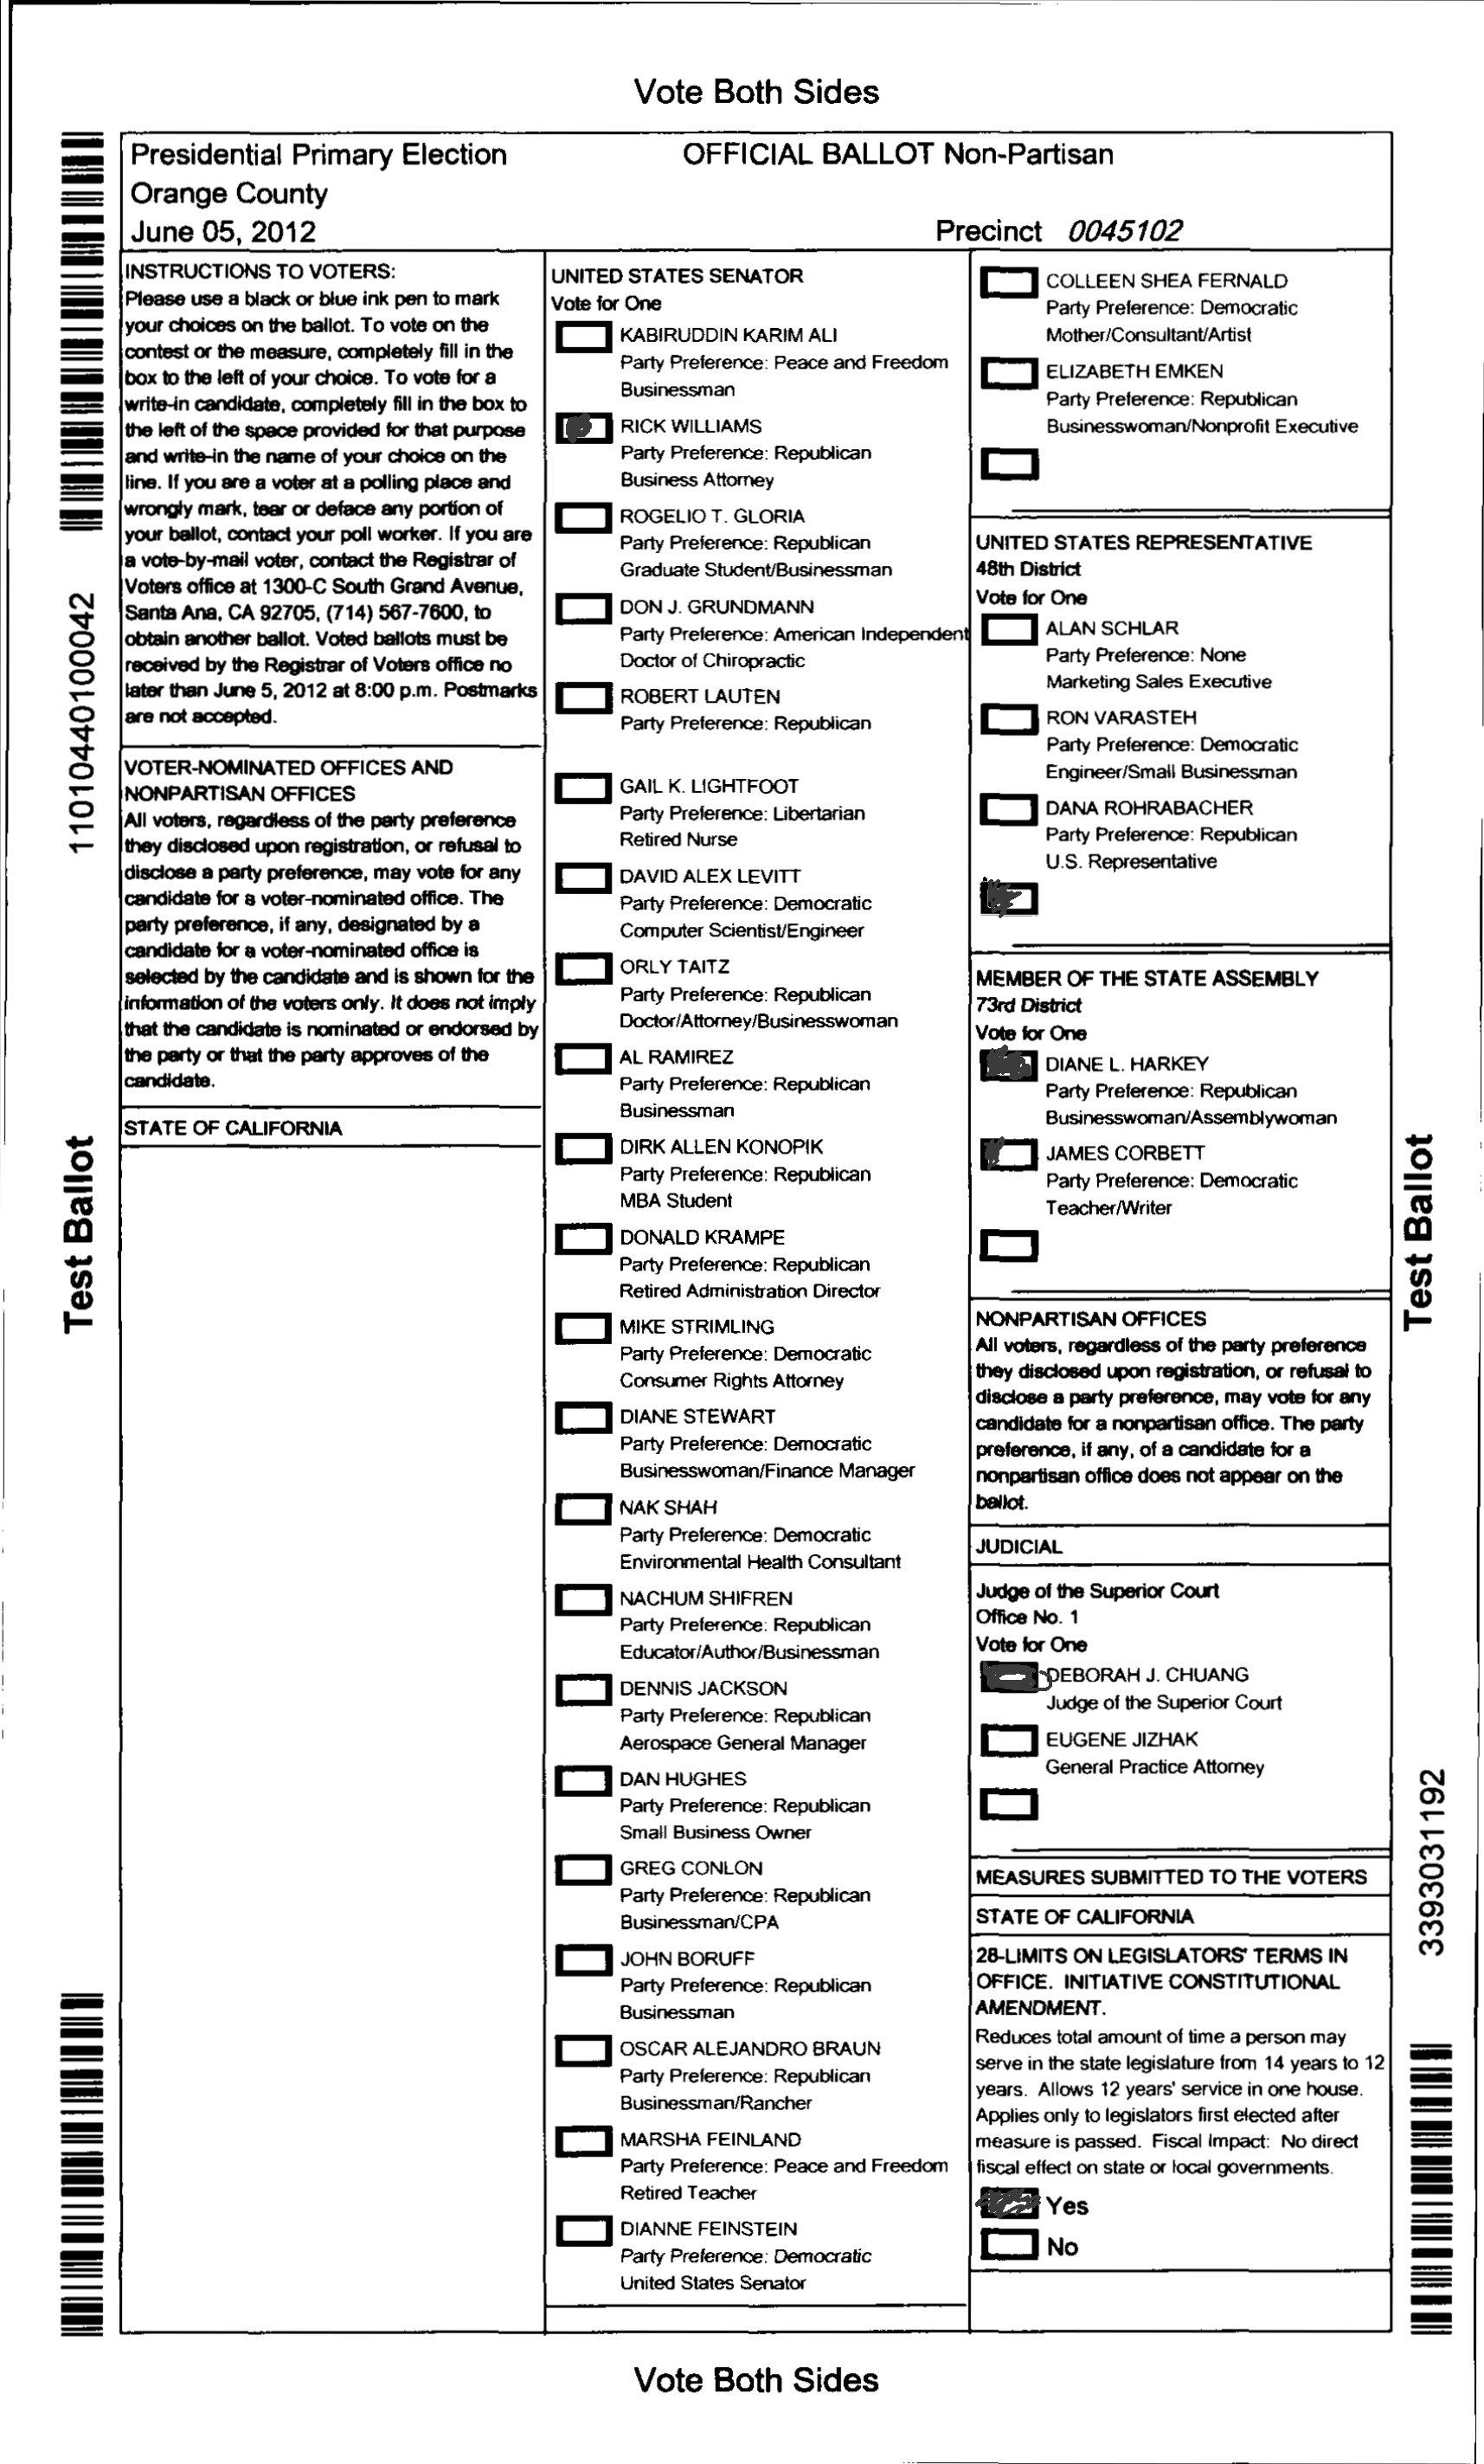 Vote Both Sides
Presidential Primary Election
OFFICIAL BALLOT Non-Partisan
Orange County
June 05, 2012
Precinct 0045102
INSTRUCTIONS TO VOTERS:
Please use a black or blue ink pen to mark
your choices on the ballot. To vote on the
contest or the measure, completely fill in the
box to the left of your choice. To vote for a
write-in candidate, completely fill in the box to
the left of the space provided for that purpose
and write-in the name of your choice on the
line. If you are a voter at a polling place and
wrongly mark, tear or deface any portion of
your ballot, contact your poll worker. If you are
a vote-by-mail voter, contact the Registrar of
Voters office at 1300-C South Grand Avenue,
Santa Ana, CA 92705, (714) 567-7600, to
obtain another ballot. Voted ballots must be
received by the Registrar of Voters office no
later than June 5, 2012 at 8:00 p.m. Postmarks
are not accepted.
VOTER-NOMINATED OFFICES AND
NONPARTISAN OFFICES
All voters, regardless of the party preference
they disclosed upon registration, or refusal to
disclose a party preference, may vote for any
candidate for a voter-nominated office. The
party preference, if any, designated by a
candidate for a voter-nominated office is
selected by the candidate and is shown for the
information of the voters only. It does not imply
that the candidate is nominated or endorsed by
the party or that the party approves of the
candidate.
STATE OF CALIFORNIA
UNITED STATES SENATOR
Vote for One
KABIRUDDIN KARIM ALI
Party Preference: Peace and Freedom
Businessman
RICK WILLIAMS
Party Preference: Republican
Business Attorney
ROGELIO T. GLORIA
Party Preference: Republican
Graduate Student/Businessman
DON J. GRUNDMANN
Party Preference: American Independent
Doctor of Chiropractic
ROBERT LAUTEN
Party Preference: Republican
GAIL K. LIGHTFOOT
Party Preference: Libertarian
Retired Nurse
DAVID ALEX LEVITT
Party Preference: Democratic
Computer Scientist/Engineer
ORLY TAITZ
Party Preference: Republican
Doctor/Attorney/Businesswoman
AL RAMIREZ
Party Preference: Republican
Businessman
DIRK ALLEN KONOPIK
Party Preference: Republican
MBA Student
DONALD KRAMPE
Party Preference: Republican
Retired Administration Director
MIKE STRIMLING
Party Preference: Democratic
Consumer Rights Attorney
DIANE STEWART
Party Preference: Democratic
Businesswoman/Finance Manager
NAK SHAH
Party Preference: Democratic
Environmental Health Consultant
NACHUM SHIFREN
Party Preference: Republican
Educator/Author/Businessman
DENNIS JACKSON
Party Preference: Republican
Aerospace General Manager
DAN HUGHES
Party Preference: Republican
Small Business Owner
GREG CONLON
Party Preference: Republican
Businessman/CPA
JOHN BORUFF
Party Preference: Republican
Businessman
OSCAR ALEJANDRO BRAUN
Party Preference: Republican
Businessman/Rancher
MARSHA FEINLAND
Party Preference: Peace and Freedom
Retired Teacher
DIANNE FEINSTEIN
Party Preference: Democratic
United States Senator
COLLEEN SHEA FERNALD
Party Preference: Democratic
Mother/Consultant/Artist
ELIZABETH EMKEN
Party Preference: Republican
Businesswoman/Nonprofit Executive
UNITED STATES REPRESENTATIVE
48th District
Vote for One
ALAN SCHLAR
Party Preference: None
Marketing Sales Executive
RON VARASTEH
Party Preference: Democratic
Engineer/Small Businessman
DANA ROHRABACHER
Party Preference: Republican
U.S. Representative
MEMBER OF THE STATE ASSEMBLY
73rd District
Vote for One
DIANE L. HARKEY
Party Preference: Republican
Businesswoman/Assemblywoman
JAMES CORBETT
Party Preference: Democratic
Teacher/Writer
NONPARTISAN OFFICES
All voters, regardless of the party preference
they disclosed upon registration, or refusal to
disclose a party preference, may vote for any
candidate for a nonpartisan office. The party
preference, if any, of a candidate for a
nonpartisan office does not appear on the
ballot.
JUDICIAL
Judge of the Superior Court
Office No. 1
Vote for One
DEBORAH J. CHUANG
Judge of the Superior Court
EUGENE JIZHAK
General Practice Attorney
MEASURES SUBMITTED TO THE VOTERS
STATE OF CALIFORNIA
28-LIMITS ON LEGISLATORS' TERMS IN
OFFICE. INITIATIVE CONSTITUTIONAL
AMENDMENT.
Reduces total amount of time a person may
serve in the state legislature from 14 years to 12
years. Allows 12 years' service in one house.
Applies only to legislators first elected after
measure is passed. Fiscal Impact: No direct
fiscal effect on state or local governments.
Yes
No
11010440100042
Test Ballot
Test Ballot
3393031192
Vote Both Sides